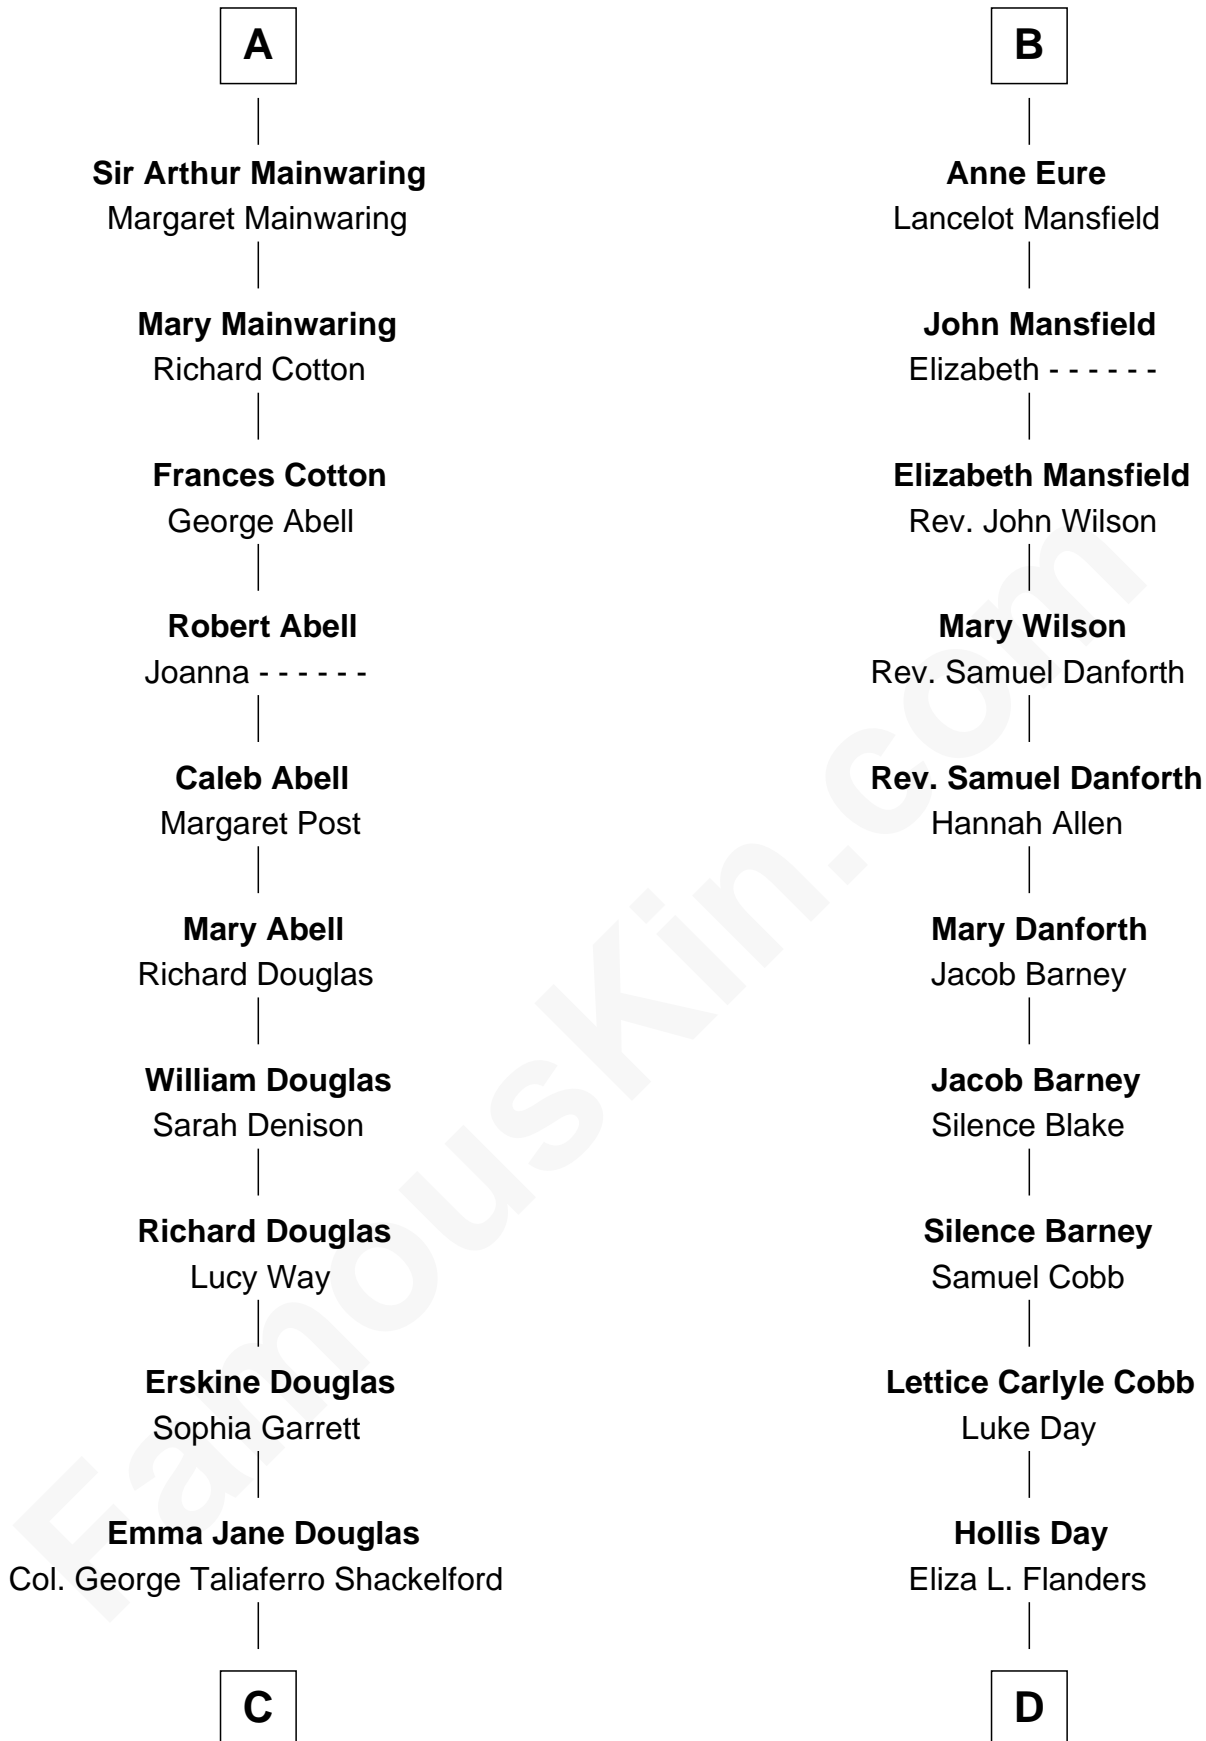 A
Sir Arthur Mainwaring
Margaret Mainwaring
Mary Mainwaring
Richard Cotton
Frances Cotton
George Abell
Robert Abell
Joanna - - - - - -
Caleb Abell
Margaret Post
Mary Abell
Richard Douglas
William Douglas
Sarah Denison
Richard Douglas
Lucy Way
Erskine Douglas
Sophia Garrett
Emma Jane Douglas
Col. George Taliaferro Shackelford
C
B
Anne Eure
Lancelot Mansfield
John Mansfield
Elizabeth - - - - - -
Elizabeth Mansfield
Rev. John Wilson
Mary Wilson
Rev. Samuel Danforth
Rev. Samuel Danforth
Hannah Allen
Mary Danforth
Jacob Barney
Jacob Barney
Silence Blake
Silence Barney
Samuel Cobb
Lettice Carlyle Cobb
Luke Day
Hollis Day
Eliza L. Flanders
D
FamousKin.com